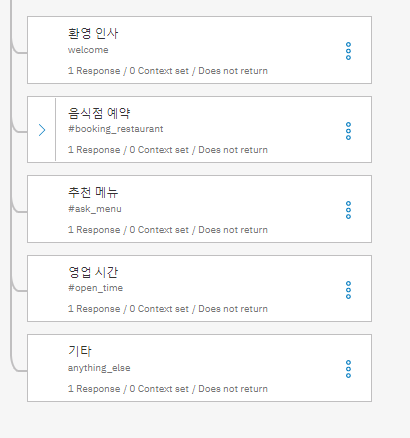 환영 인사
welcome
1 Response / 0 Context set / Does not return
음식점 예약
#booking_restaurant
1 Response / 0 Context set / Does not return
추천 메뉴
#ask_menu
1 Response / 0 Context set / Does not return
영업 시간
#open_time
1 Response / 0 Context set / Does not return
기타
anything_else
1 Response / 0 Context set / Does not return